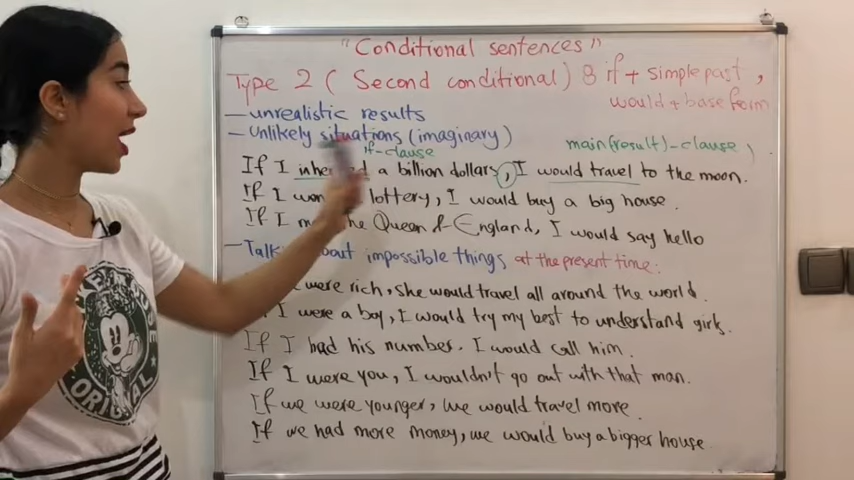 "Conditional sentences"
Type 2 ( Second conditional) 8 if + simple past,
would + base form
- unrealistic results
- Unlikely situations (imaginary)
if-clause
main(result)-clause
If I a billion dollars, I would travel to the moon.
If I won lottery, I would buy a big house.
If I the Queen of England, I would say hello
- impossible things at the present time:
were rich, she would travel all around the world.
I were a boy, I would try my best to understand girls.
If I had his number. I would call him.
If I were you, I wouldn't go out with that man.
If we were younger, we would travel more.
If we had more money, we would buy a bigger house.
ORIGINAL